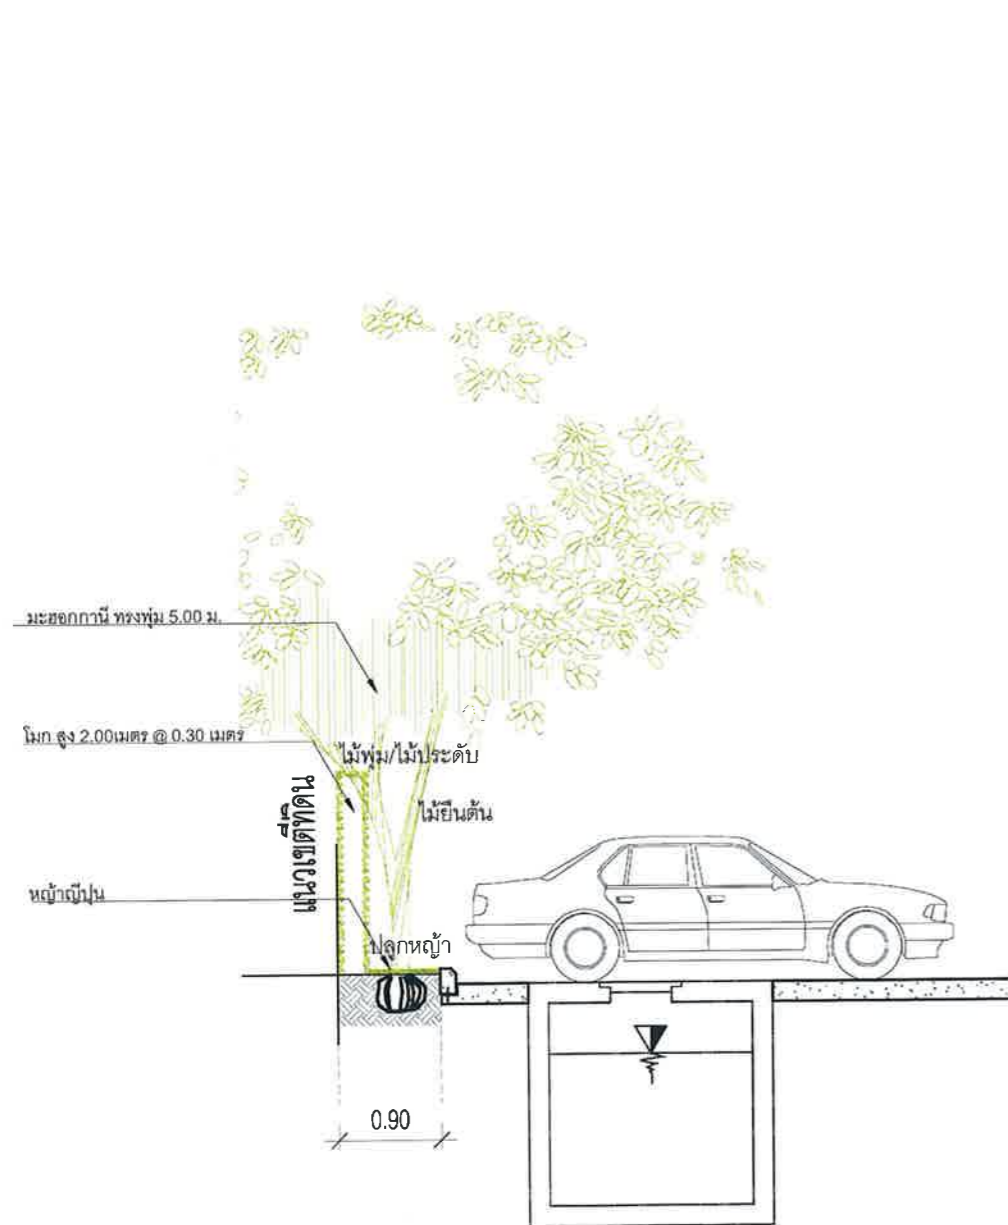 มะฮอกกานี ทรงพุ่ม 5.00 ม.
โมก สูง 2.00เมตร @ 0.30 เมตร
ไม้พุ่ม/ไม้ประดับ
แนวเขตที่ดิน
ไม้ยืนต้น
หญ้าญี่ปุ่น
ปลูกหญ้า
0.90